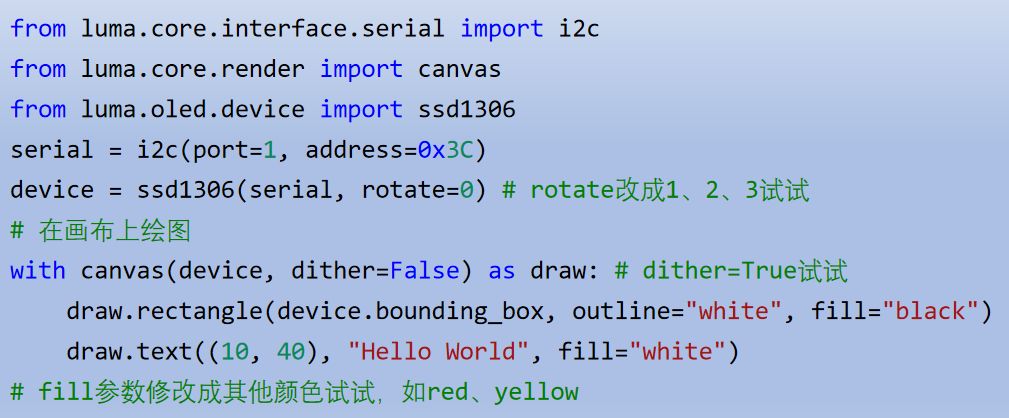 from luma.core.interface.serial import i2c
from luma.core.render import canvas
from luma.oled.device import ssd1306
serial = i2c(port=1, address=0x3C)
device = ssd1306(serial, rotate=0) # rotate改成1、2、3试试
# 在画布上绘图
with canvas(device, dither=False) as draw: # dither=True试试
    draw.rectangle(device.bounding_box, outline="white", fill="black")
    draw.text((10, 40), "Hello World", fill="white")
# fill参数修改成其他颜色试试，如red、yellow